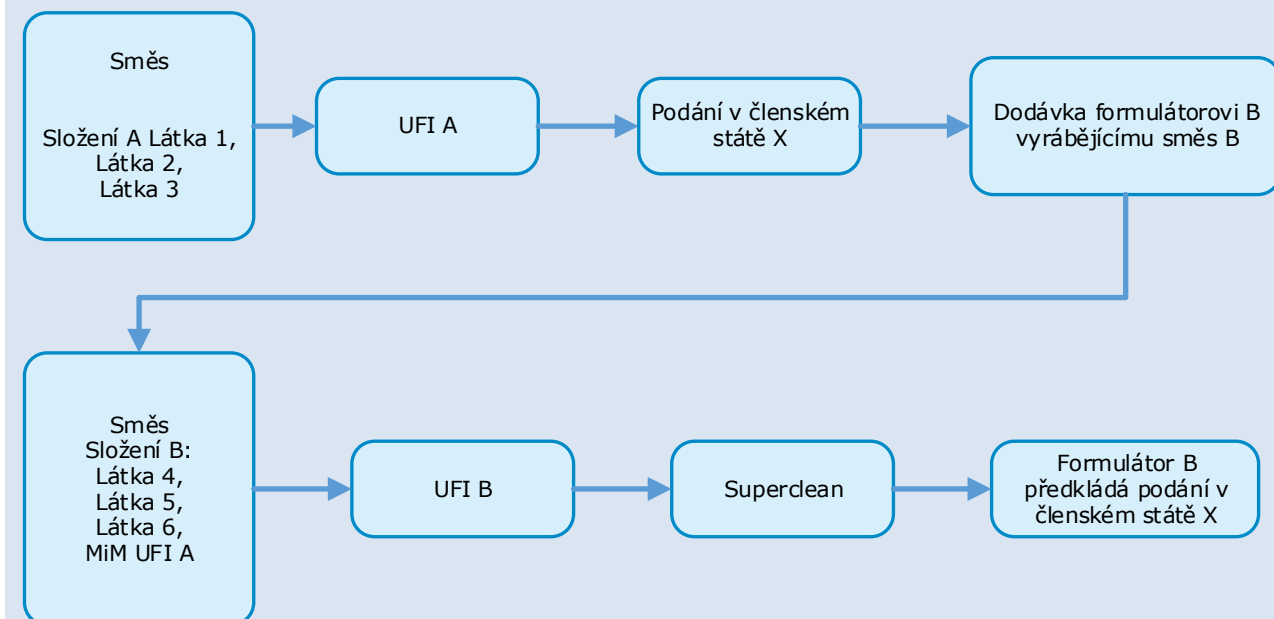 Směs
Složení A Látka 1,
Látka 2,
Látka 3
UFI A
Podání v členském
státě X
Dodávka formulátorovi B
vyrábějícímu směs B
Směs
Složení B:
Látka 4,
Látka 5,
Látka 6,
MiM UFI A
UFI B
Superclean
Formulátor B
předkládá podání v
členském státě X